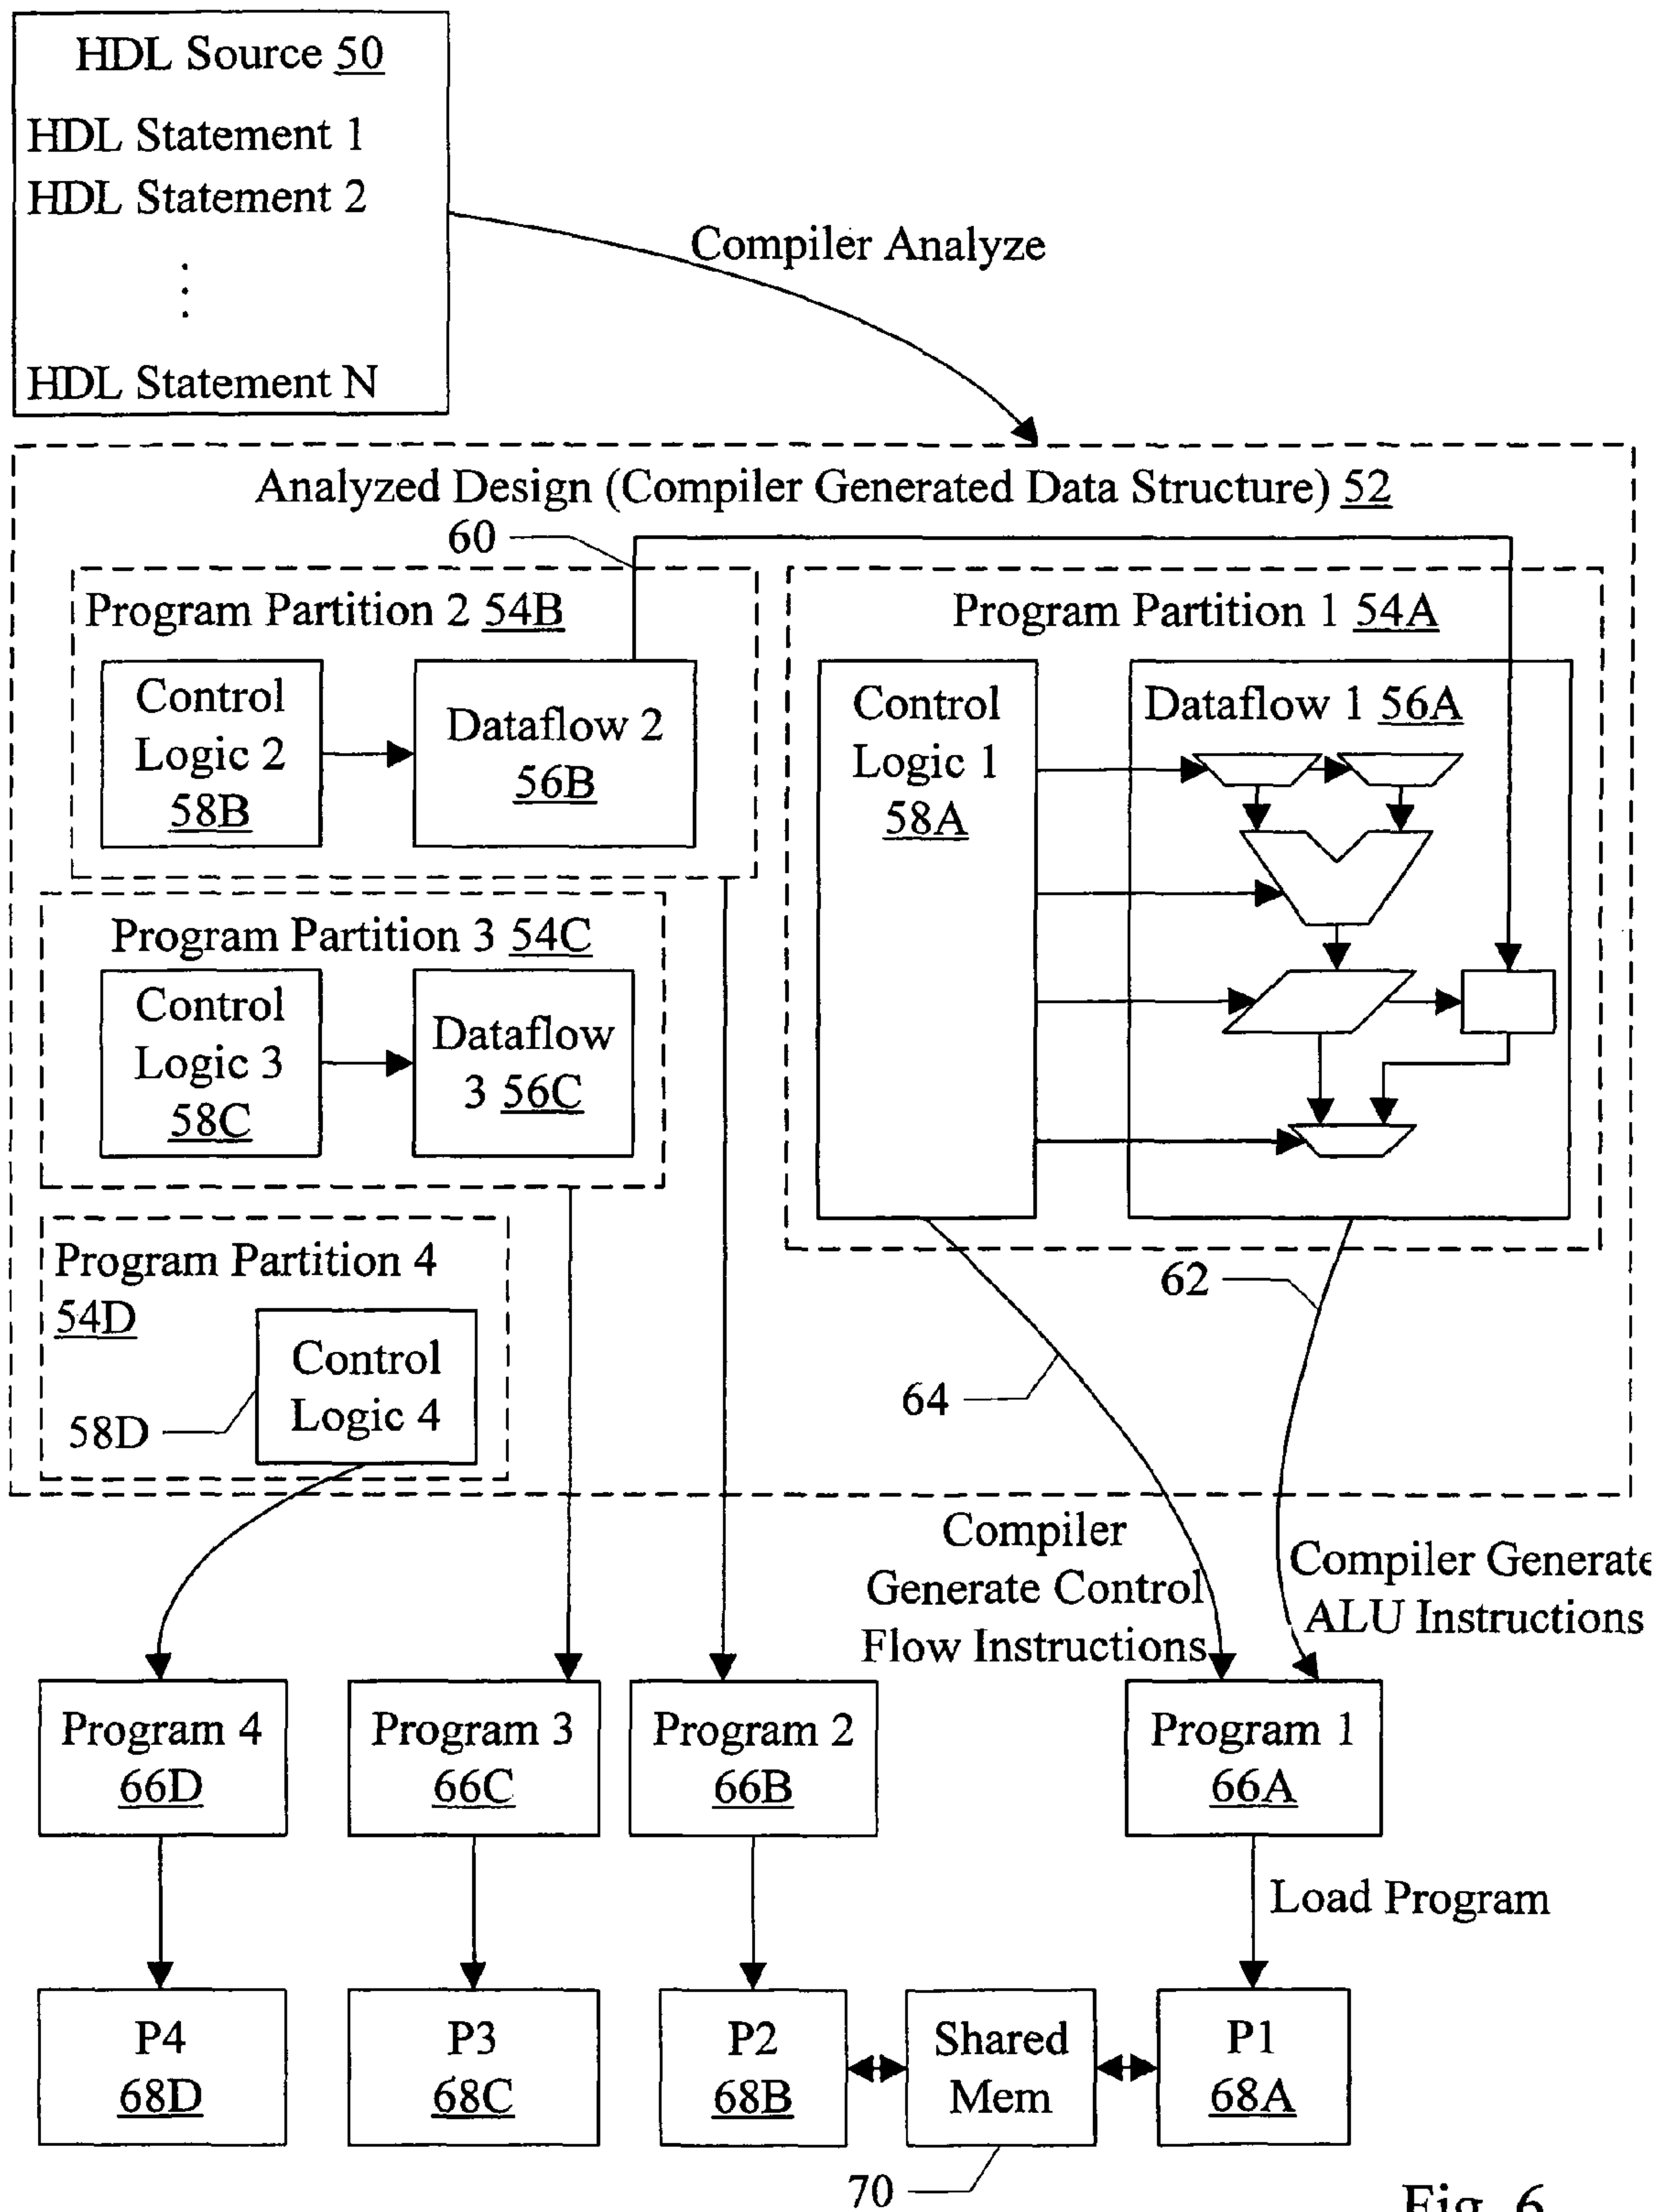 HDL Source 50
HDL Statement 1
HDL Statement 2
.
.
.
HDL Statement N
Compiler Analyze
Analyzed Design (Compiler Generated Data Structure) 52
60
Program Partition 2 54B
Control
Logic 2
58B
Dataflow 2
56B
Program Partition 1 54A
Control
Logic 1
58A
Dataflow 1 56A
Program Partition 3 54C
Control
Logic 3
58C
Dataflow
3 56C
Program Partition 4
54D
Control
Logic 4
58D
62
64
Compiler
Generate Control
Flow Instructions
Compiler Generate
ALU Instructions
Program 4
66D
Program 3
66C
Program 2
66B
Program 1
66A
Load Program
P4
68D
P3
68C
P2
68B
Shared
Mem
P1
68A
70
Fig. 6